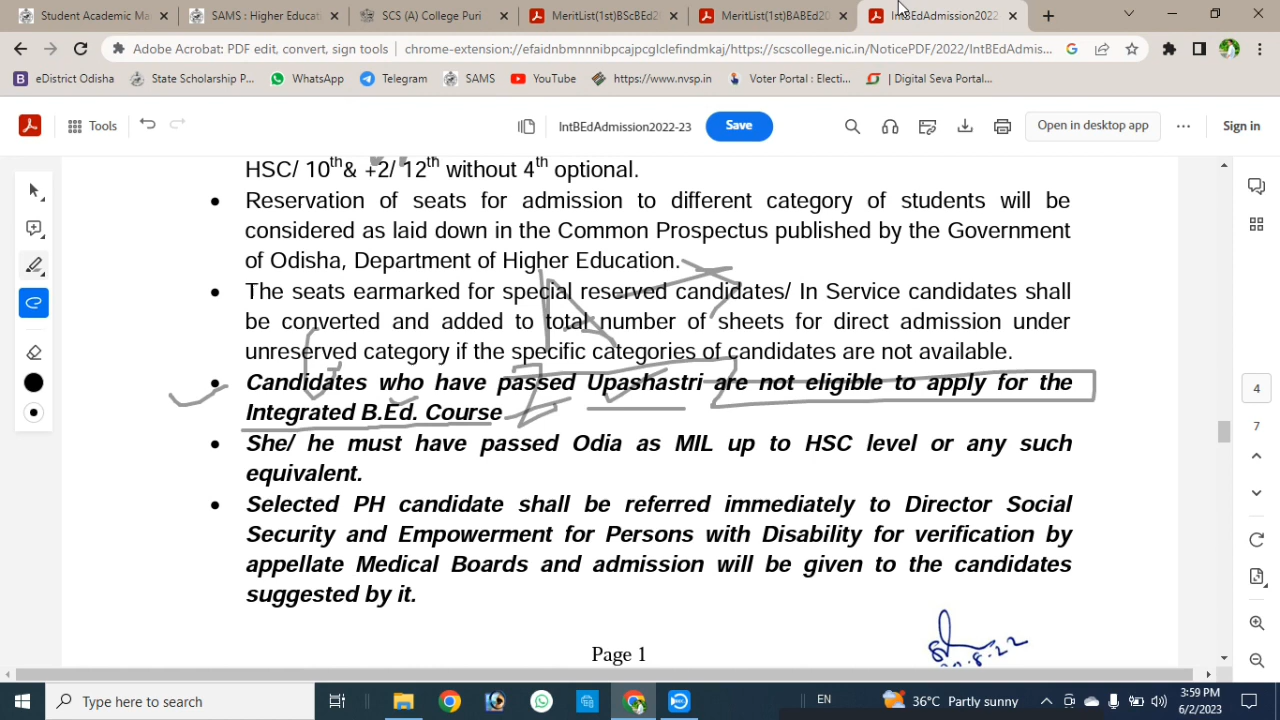 Student Academic Ma
SAMS : Higher Educat
SCS (A) College Puri
MeritList(1st)BScBEd2
MeritList(1st)BABEd20
IntBEdAdmission2022
Adobe Acrobat: PDF edit, convert, sign tools | chrome-extension://efaidnbmnnnibpcajpcglclefindmkaj/https://scscollege.nic.in/NoticePDF/2022/IntBEdAdmis...
eDistrict Odisha
State Scholarship P...
WhatsApp
Telegram
SAMS
YouTube
https://www.nvsp.in
Voter Portal : Electi...
| Digital Seva Portal...
Tools
IntBEdAdmission2022-23
Save
Open in desktop app
Sign in
HSC/ 10th& +2/ 12th without 4th optional.
• Reservation of seats for admission to different category of students will be
considered as laid down in the Common Prospectus published by the Government
of Odisha, Department of Higher Education.
• The seats earmarked for special reserved candidates/ In Service candidates shall
be converted and added to total number of sheets for direct admission under
unreserved category if the specific categories of candidates are not available.
• Candidates who have passed Upashastri are not eligible to apply for the
Integrated B.Ed. Course
• She/ he must have passed Odia as MIL up to HSC level or any such
equivalent.
• Selected PH candidate shall be referred immediately to Director Social
Security and Empowerment for Persons with Disability for verification by
appellate Medical Boards and admission will be given to the candidates
suggested by it.
Page 1
4
7
Type here to search
EN
36°C Partly sunny
3:59 PM
6/2/2023